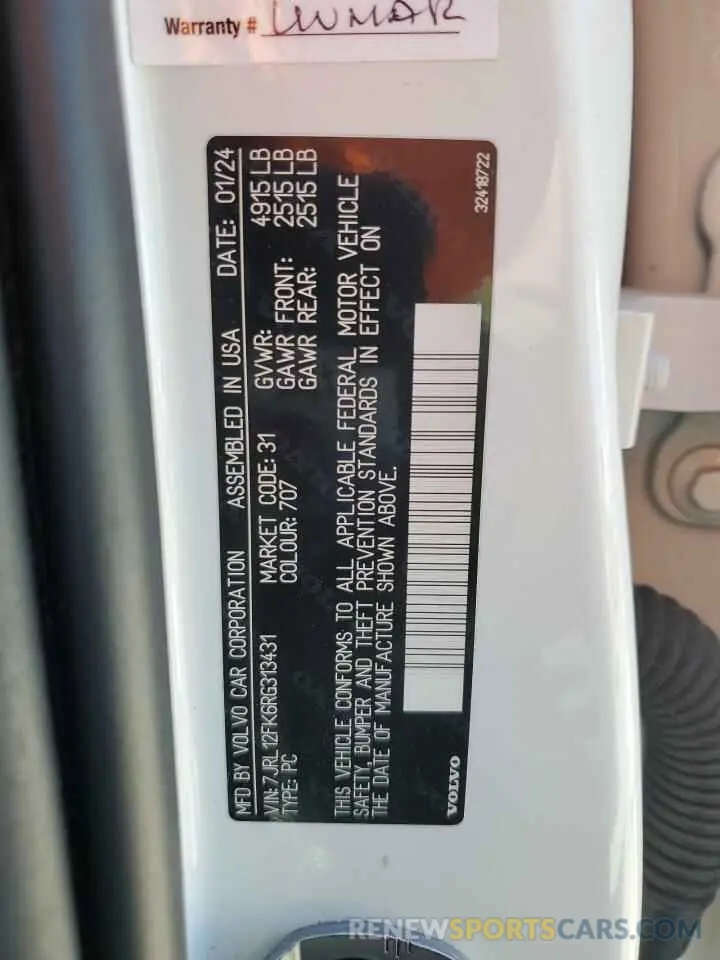 Warranty # LLUMAR
MFD BY VOLVO CAR CORPORATION ASSEMBLED IN USA DATE: 01/24
VIN: 7JRL12FK6RG313431 MARKET CODE: 31 GVWR: 4915 LB
TYPE: PC COLOUR: 707 GAWR FRONT: 2515 LB
GAWR REAR: 2515 LB
THIS VEHICLE CONFORMS TO ALL APPLICABLE FEDERAL MOTOR VEHICLE
SAFETY, BUMPER AND THEFT PREVENTION STANDARDS IN EFFECT ON
THE DATE OF MANUFACTURE SHOWN ABOVE.
VOLVO
32418722
RENEWSPORTSCARS.COM